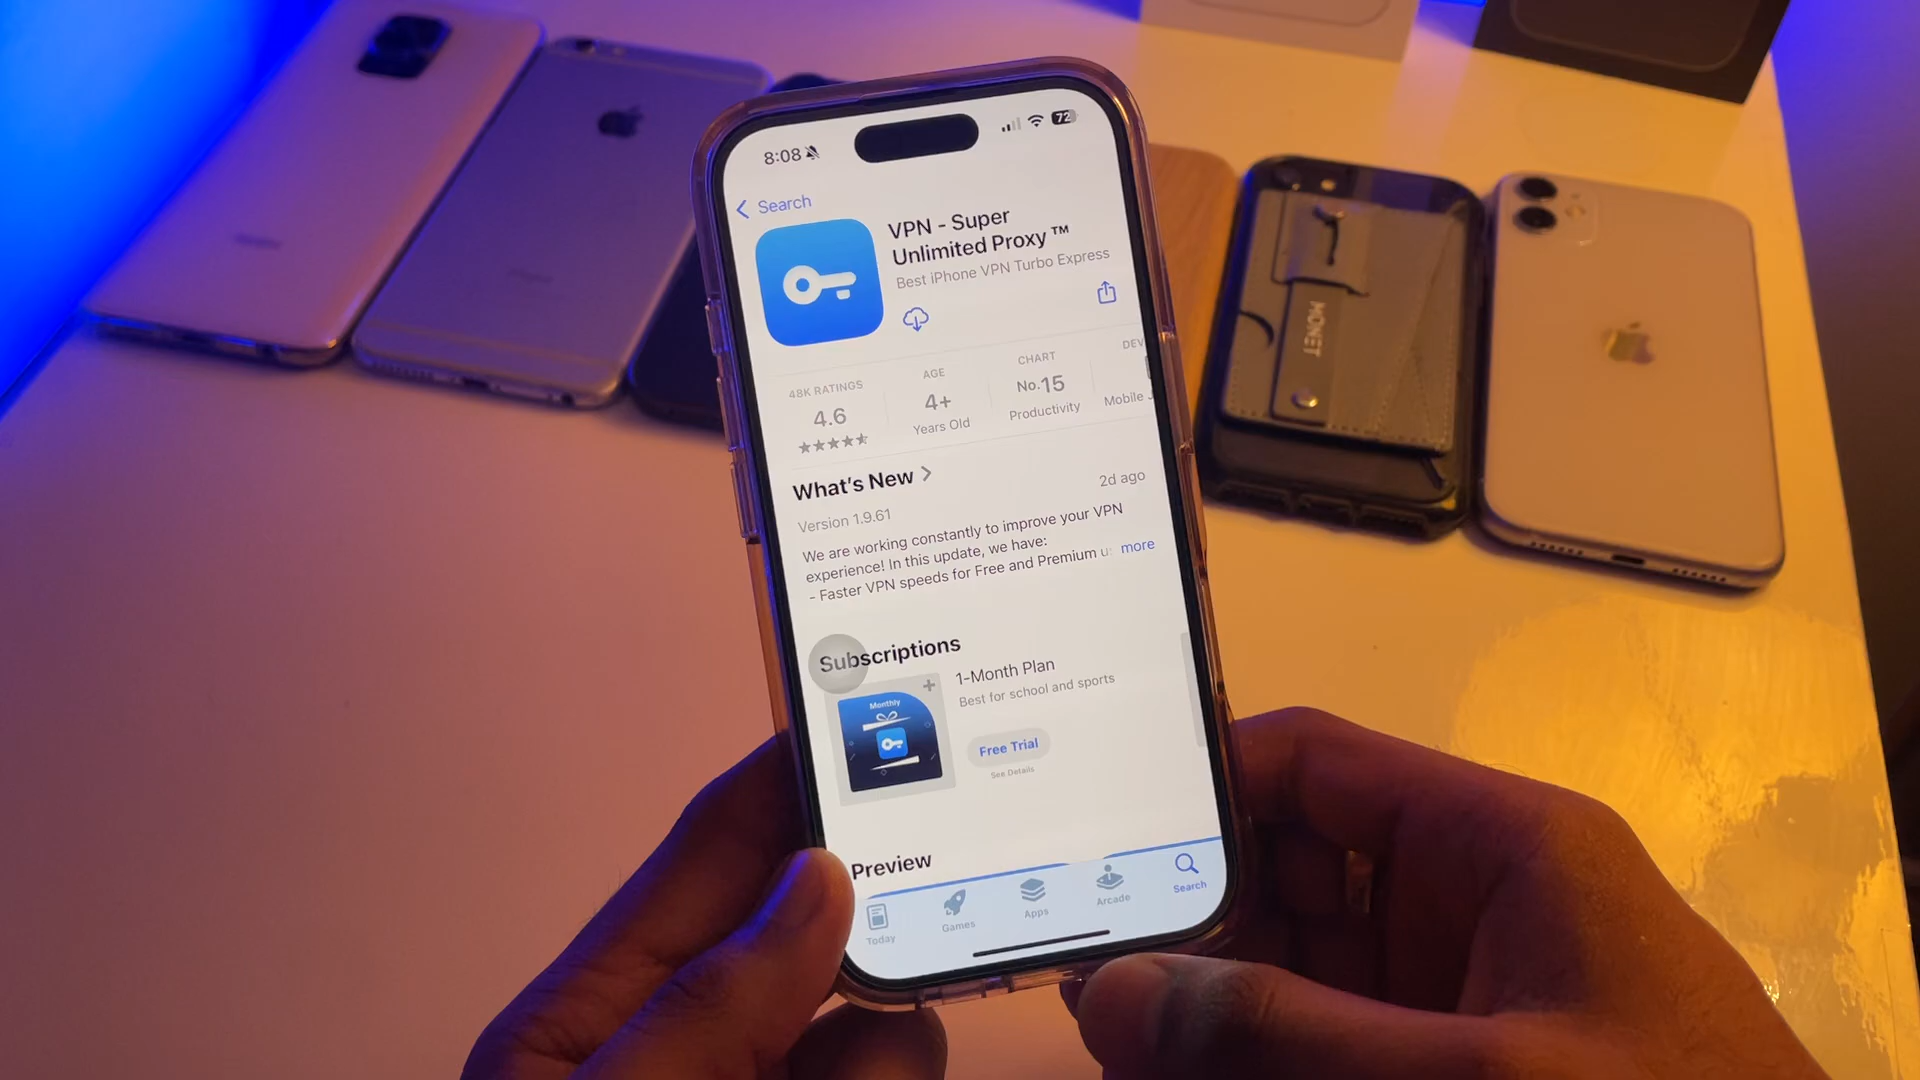 8:08
72
Search
VPN - Super
Unlimited Proxy ™
Best iPhone VPN Turbo Express
48K RATINGS
4.6
AGE
4+
Years Old
CHART
No.15
Productivity
DEV
Mobile
What's New
2d ago
Version 1.9.61
We are working constantly to improve your VPN
experience! In this update, we have:
- Faster VPN speeds for Free and Premium u
more
Subscriptions
Monthly
1-Month Plan
Best for school and sports
Free Trial
See Details
Preview
Today
Games
Apps
Arcade
Search
MONET